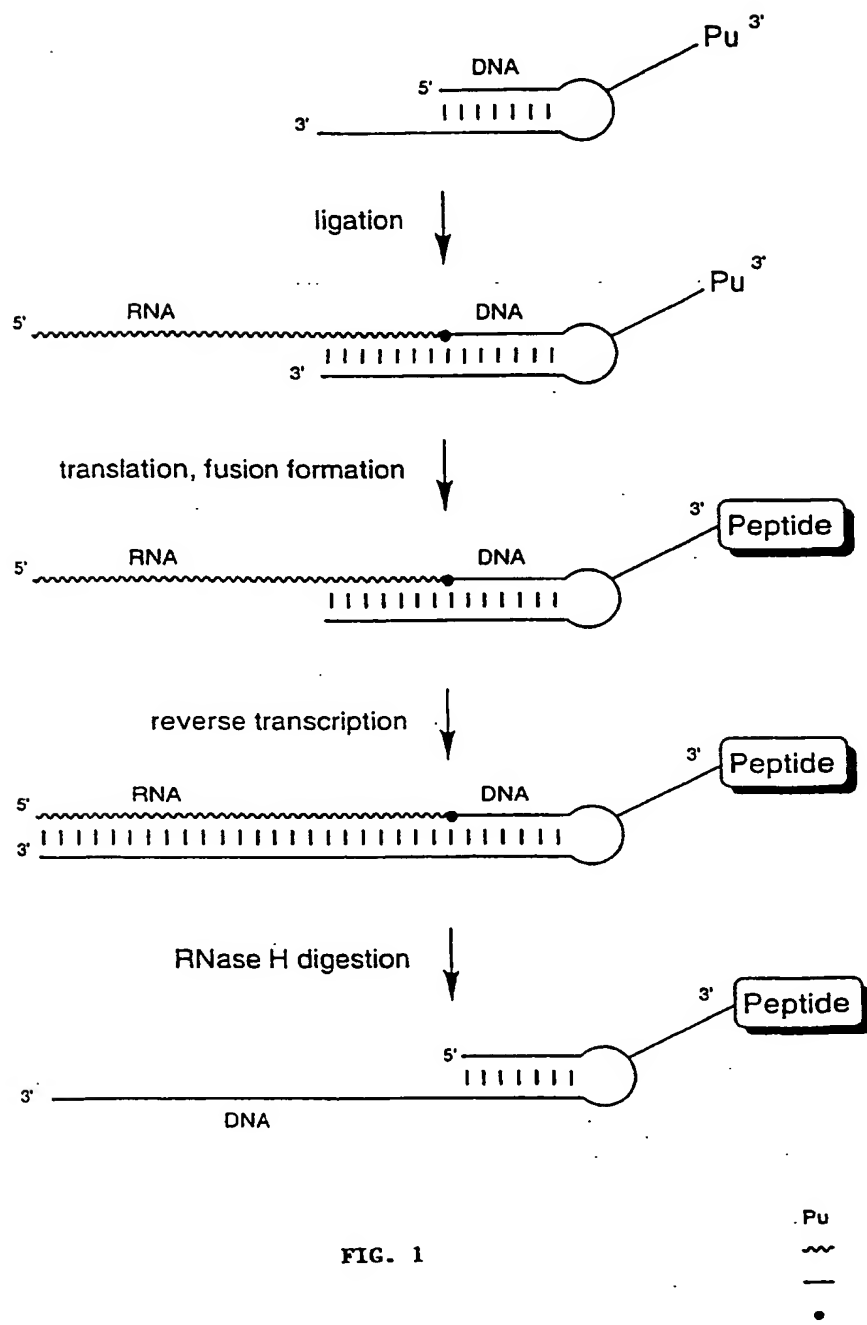 Pu 3'
DNA
5'
3'
ligation
Pu 3'
RNA DNA
5'
3'
translation, fusion formation
3' Peptide
RNA DNA
5'
reverse transcription
3' Peptide
RNA DNA
5'
3'
RNase H digestion
3' Peptide
5'
3'
DNA
Pu
FIG. 1